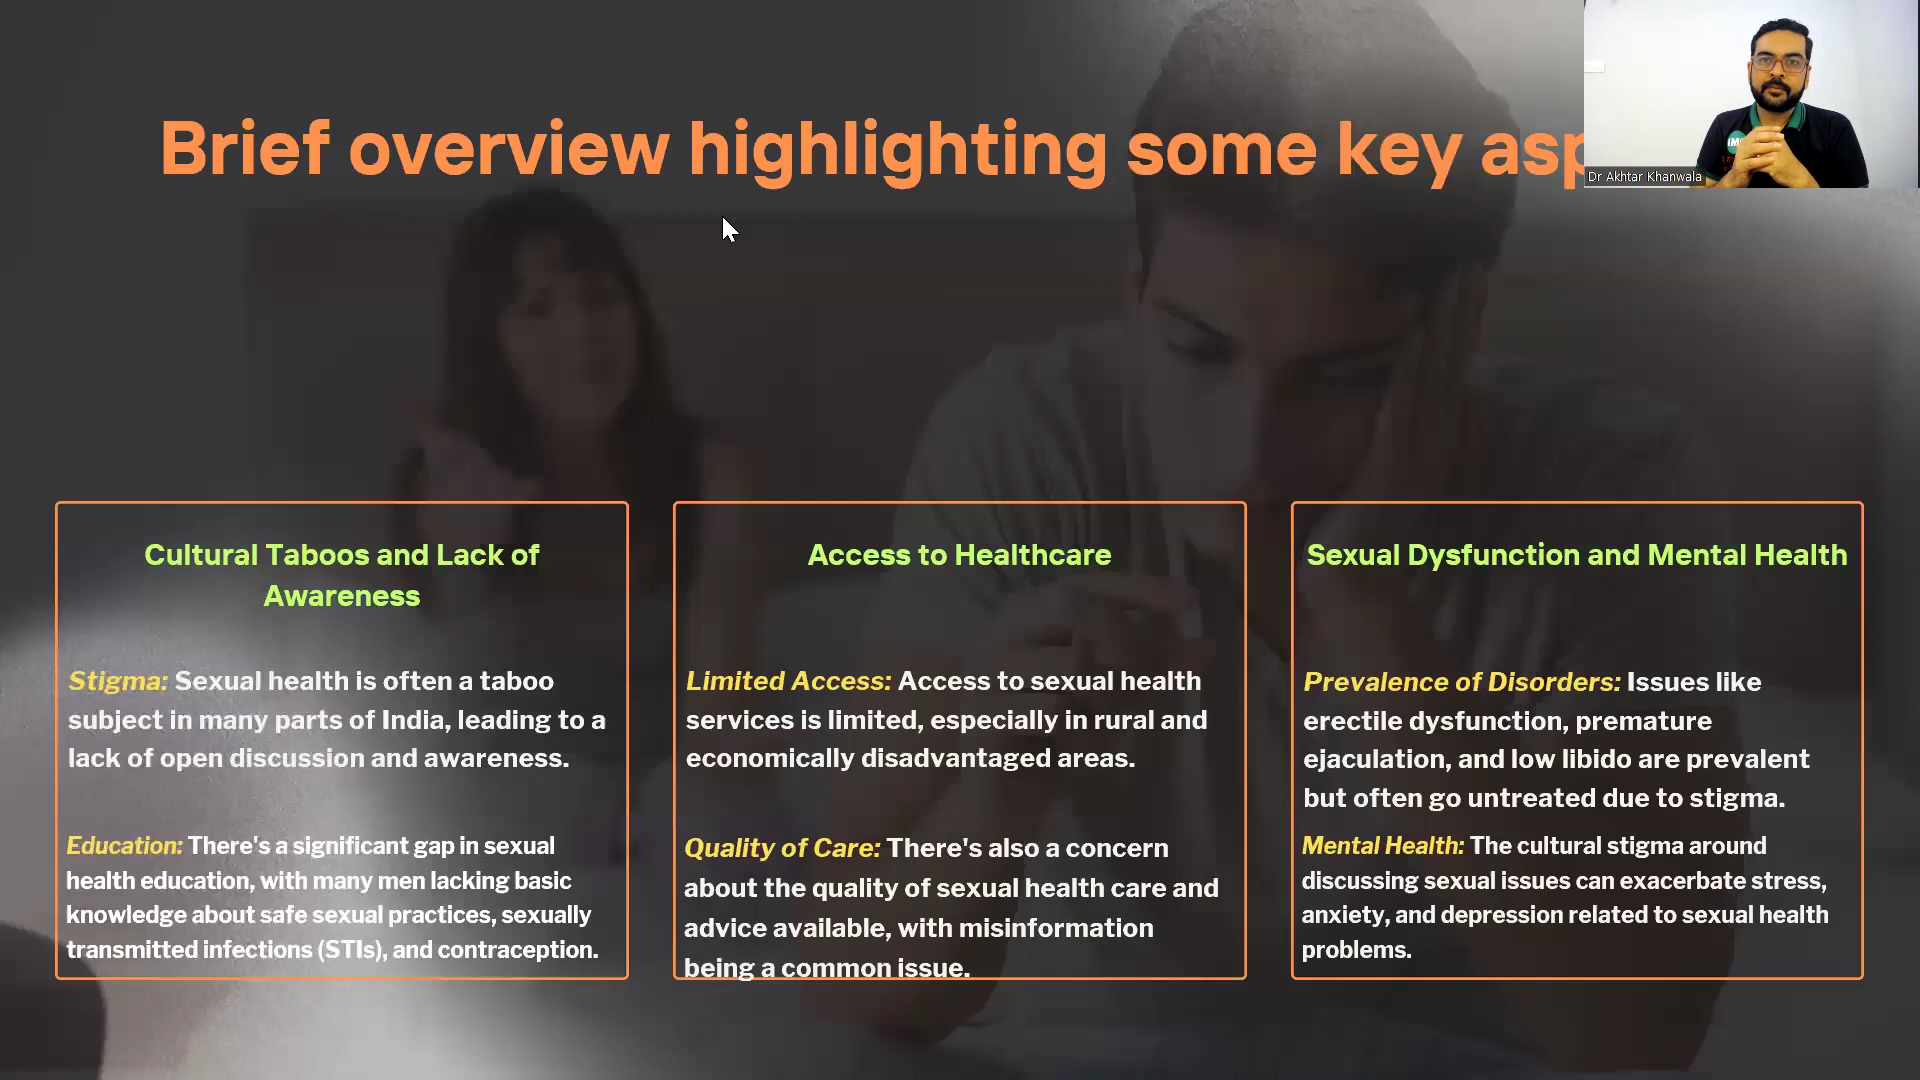 Brief overview highlighting some key asp
Dr Akhtar Khanwala
Cultural Taboos and Lack of
Awareness
Stigma: Sexual health is often a taboo
subject in many parts of India, leading to a
lack of open discussion and awareness.
Education: There's a significant gap in sexual
health education, with many men lacking basic
knowledge about safe sexual practices, sexually
transmitted infections (STIs), and contraception.
Access to Healthcare
Limited Access: Access to sexual health
services is limited, especially in rural and
economically disadvantaged areas.
Quality of Care: There's also a concern
about the quality of sexual health care and
advice available, with misinformation
being a common issue.
Sexual Dysfunction and Mental Health
Prevalence of Disorders: Issues like
erectile dysfunction, premature
ejaculation, and low libido are prevalent
but often go untreated due to stigma.
Mental Health: The cultural stigma around
discussing sexual issues can exacerbate stress,
anxiety, and depression related to sexual health
problems.